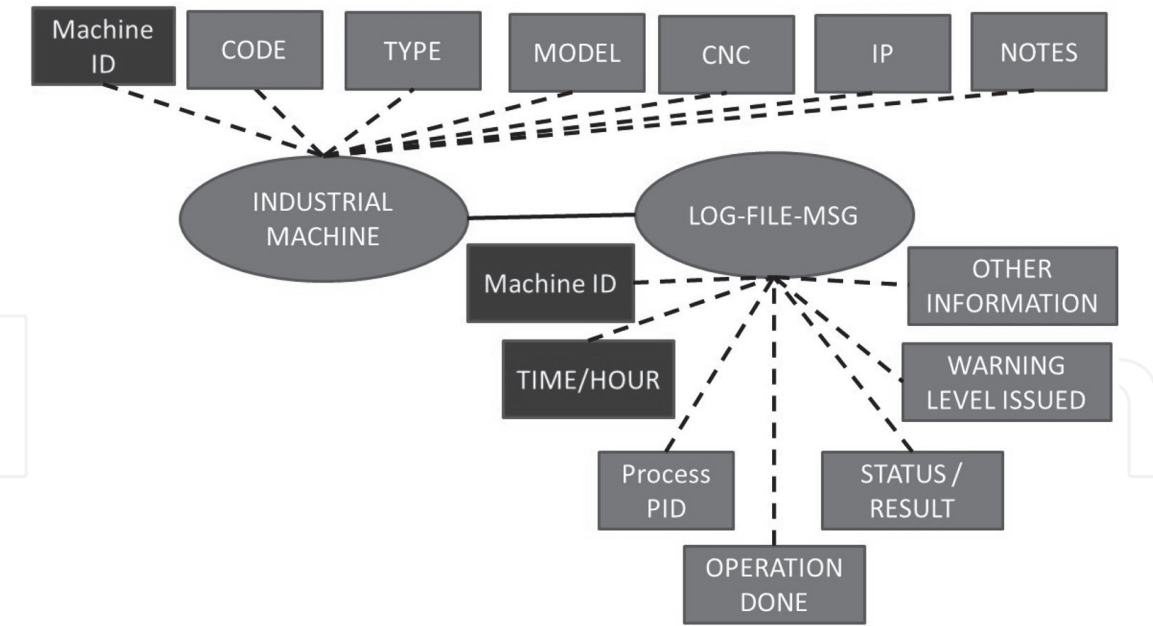 Machine
ID
CODE
TYPE
MODEL
CNC
IP
NOTES
INDUSTRIAL
MACHINE
LOG-FILE-MSG
Machine ID
OTHER
INFORMATION
TIME/HOUR
WARNING
LEVEL ISSUED
Process
PID
STATUS /
RESULT
OPERATION
DONE